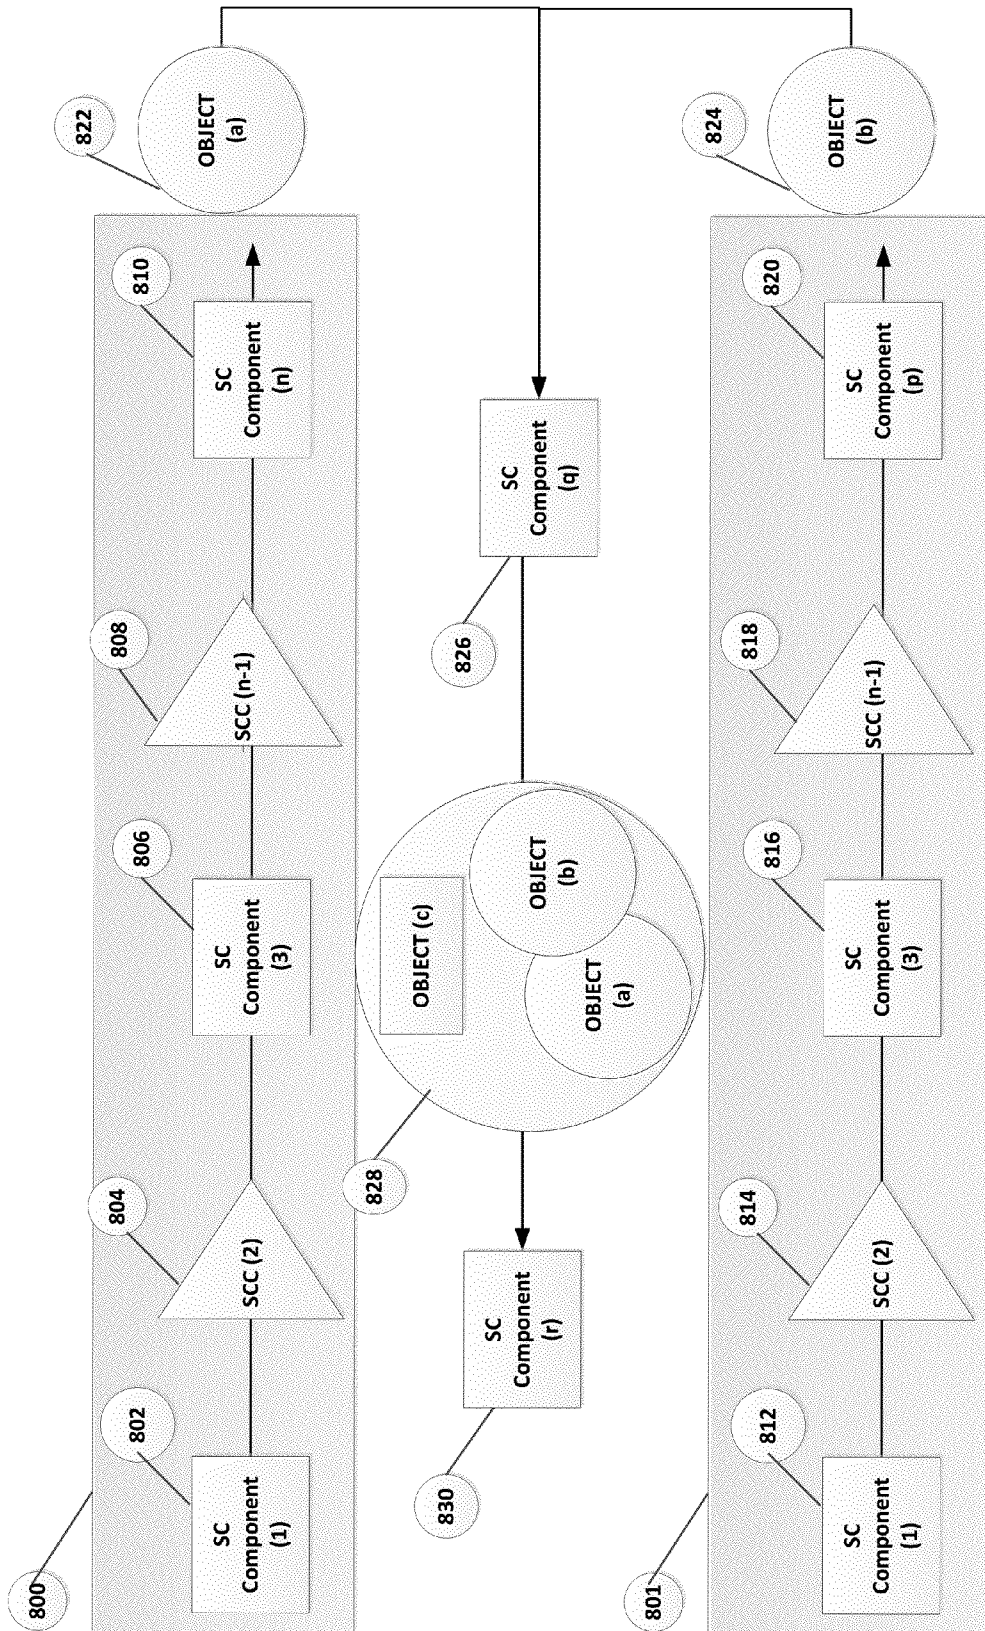 800
802
SC
Component
(1)
804
SCC (2)
806
SC
Component
(3)
808
SCC (n-1)
810
SC
Component
(n)
822
OBJECT
(a)
830
SC
Component
(r)
828
OBJECT (c)
OBJECT
(a)
OBJECT
(b)
826
SC
Component
(q)
801
812
SC
Component
(1)
814
SCC (2)
816
SC
Component
(3)
818
SCC (n-1)
820
SC
Component
(p)
824
OBJECT
(b)